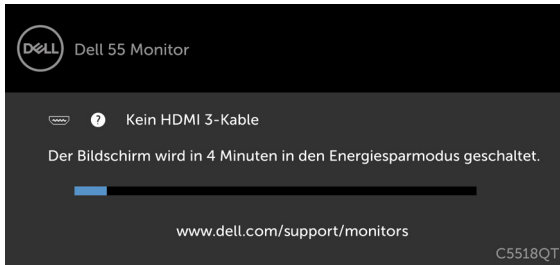 DELL
Dell 55 Monitor
? Kein HDMI 3-Kable
Der Bildschirm wird in 4 Minuten in den Energiesparmodus geschaltet.
www.dell.com/support/monitors
C5518QT